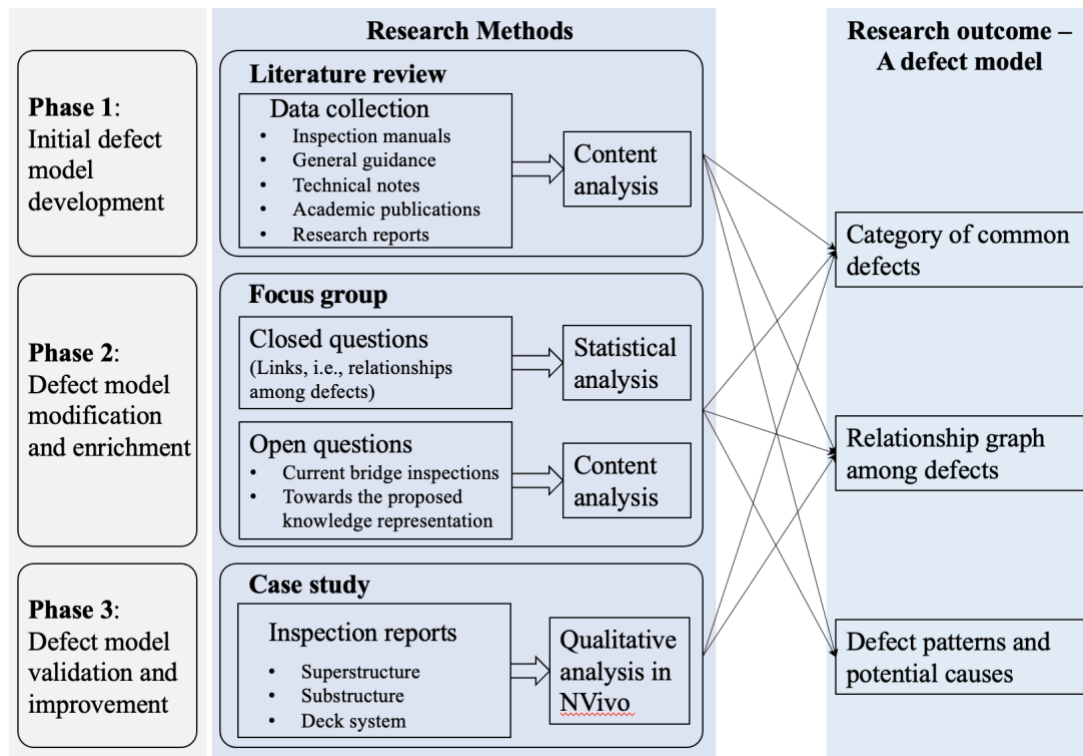 Research Methods
Research outcome –
A defect model
Phase 1:
Initial defect
model
development
Literature review
Data collection
• Inspection manuals
• General guidance
• Technical notes
• Academic publications
• Research reports
Content
analysis
Phase 2:
Defect model
modification
and enrichment
Focus group
Closed questions
(Links, i.e., relationships
among defects)
Statistical
analysis
Open questions
• Current bridge inspections
• Towards the proposed
knowledge representation
Content
analysis
Phase 3:
Defect model
validation and
improvement
Case study
Inspection reports
• Superstructure
• Substructure
• Deck system
Qualitative
analysis in
NVivo
Category of common
defects
Relationship graph
among defects
Defect patterns and
potential causes